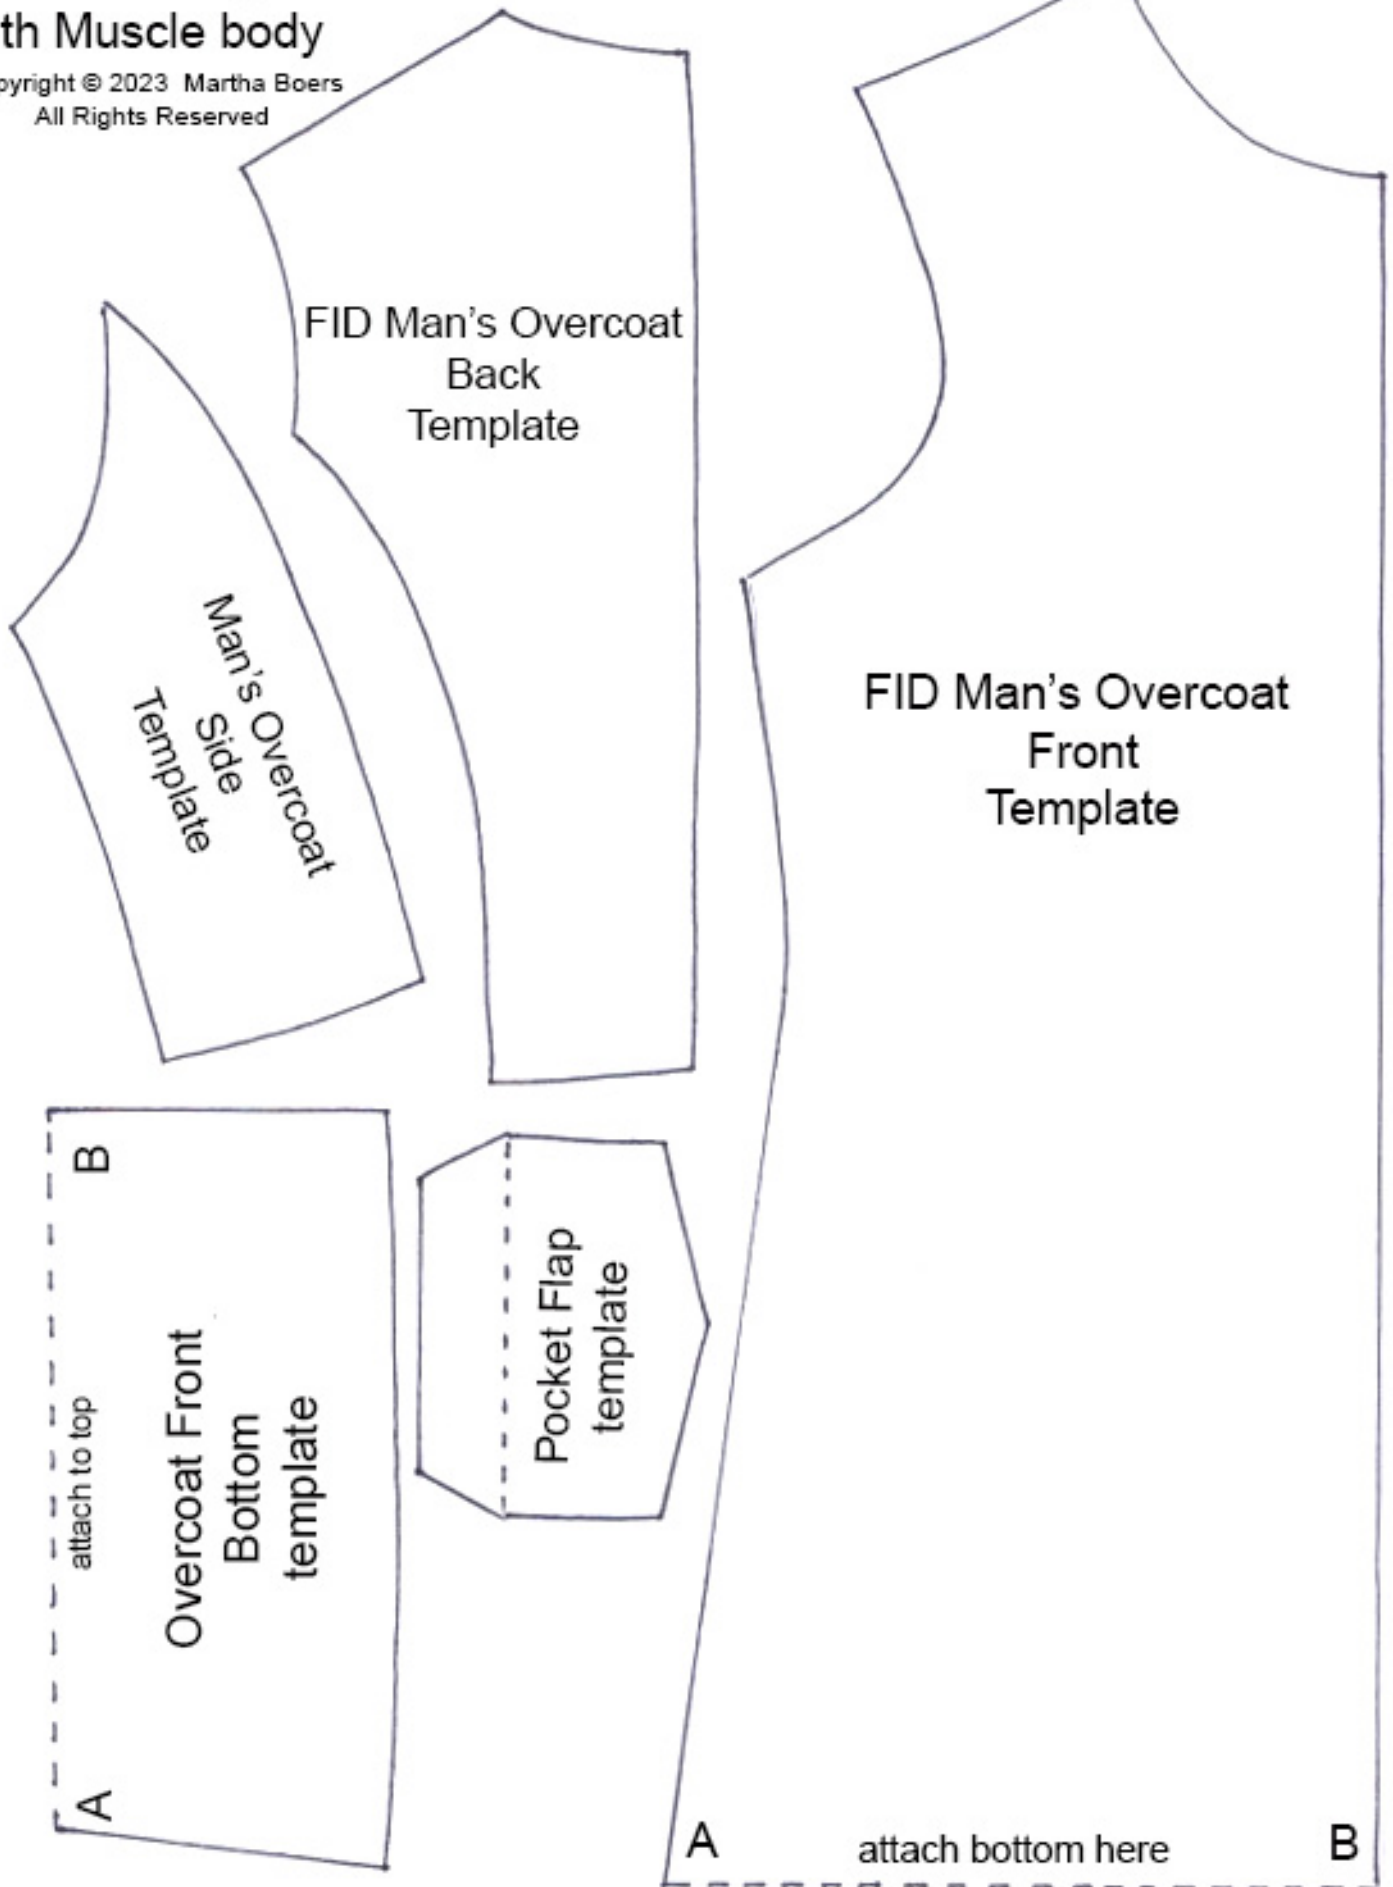 th Muscle body
pyright © 2023 Martha Boers
All Rights Reserved
FID Man's Overcoat
Back
Template
Man's Overcoat
Side
Template
FID Man's Overcoat
Front
Template
B
Overcoat Front
Bottom
template
attach to top
A
Pocket Flap
template
A
attach bottom here
B